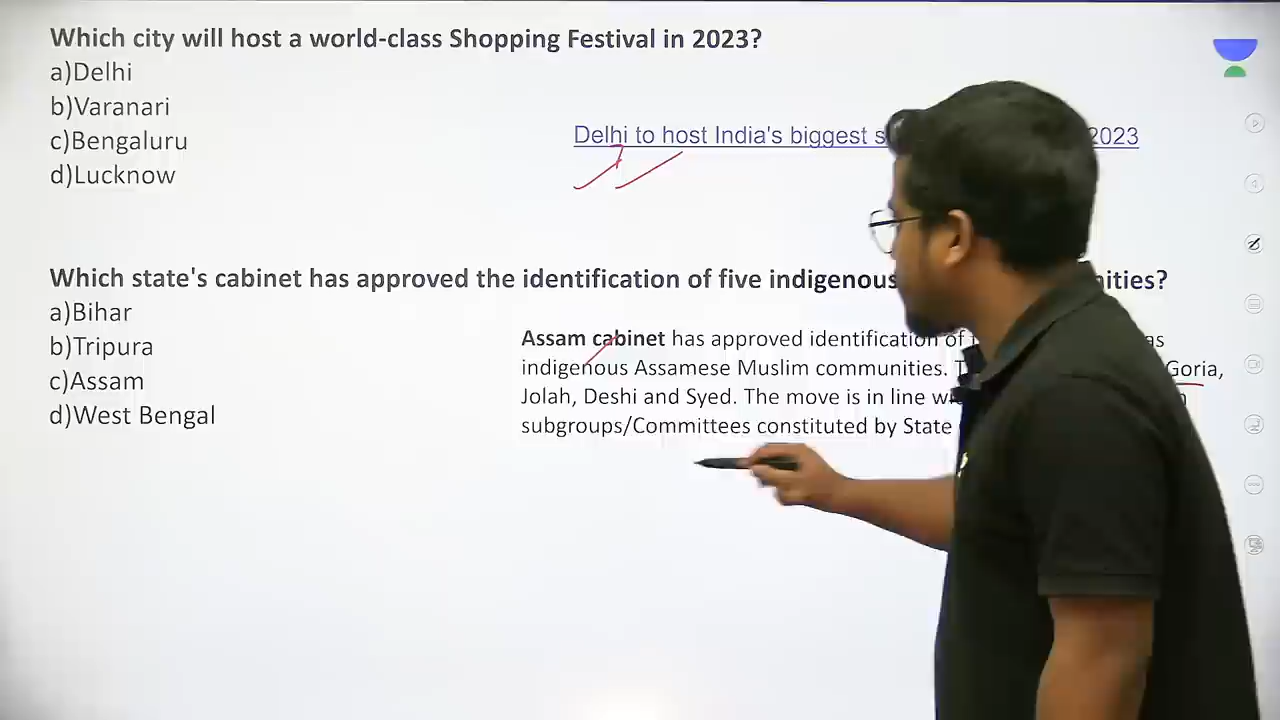 Which city will host a world-class Shopping Festival in 2023?
a)Delhi
b)Varanari
c)Bengaluru
d)Lucknow
Delhi to host India's biggest 2023
Which state's cabinet has approved the identification of five indigenous
a)Bihar
b)Tripura
c)Assam
d)West Bengal
Assam cabinet has approved identification of
indigenous Assamese Muslim communities. Goria,
Jolah, Deshi and Syed. The move is in line
subgroups/Committees constituted by State